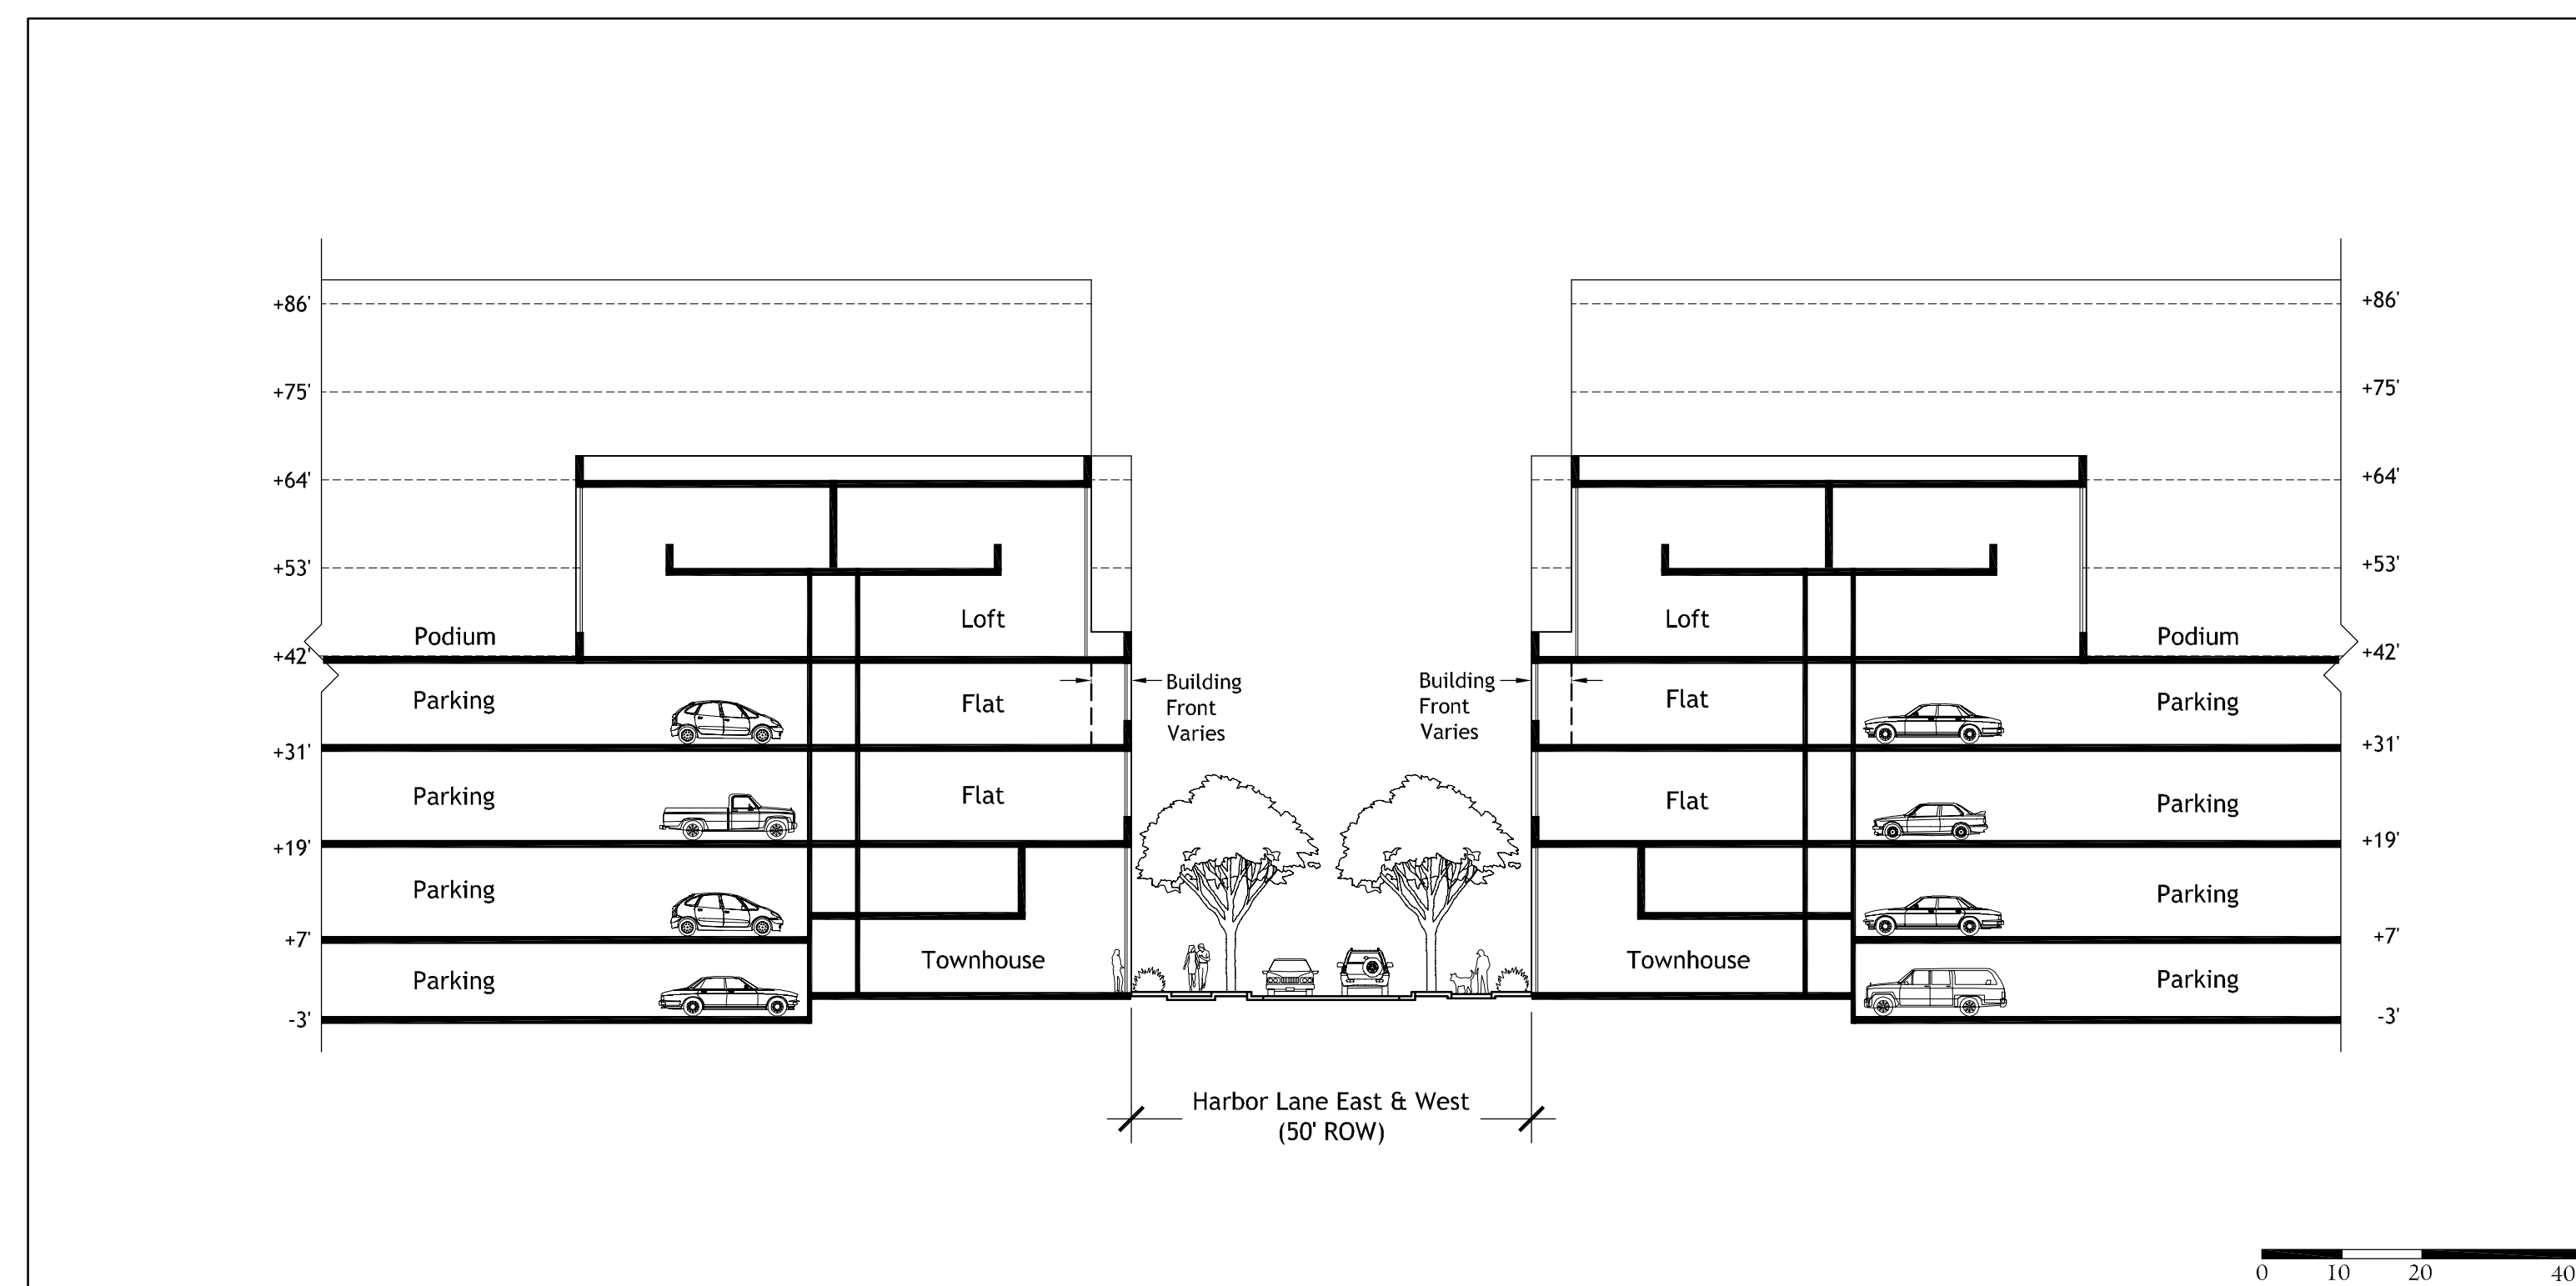 +86'
+86'
+75'
+75'
+64'
+64'
+53'
+53'
Loft
Loft
Podium
Podium
+42'
+42'
Parking
Flat
Building
Front
Varies
Building
Front
Varies
Flat
Parking
+31'
+31'
Parking
Flat
Flat
Parking
+19'
+19'
Parking
Parking
+7'
+7'
Parking
Townhouse
Townhouse
Parking
-3'
-3'
Harbor Lane East & West
(50' ROW)
0 10 20 40